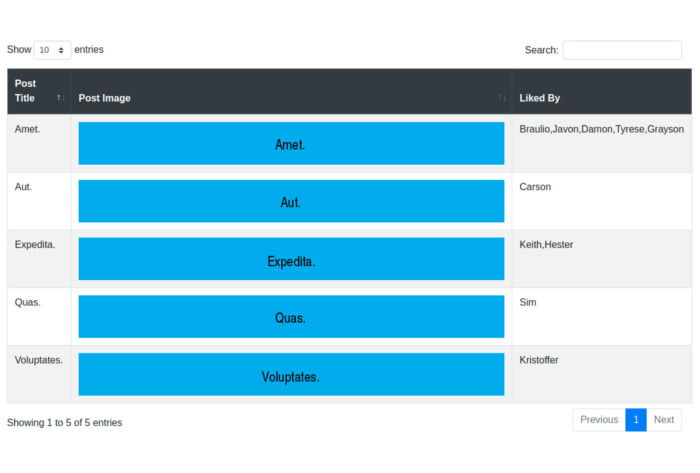 Show 10 entries
Search:
Post Title
Post Image
Liked By
Amet.
Amet.
Braulio,Javon,Damon,Tyrese,Grayson
Aut.
Aut.
Carson
Expedita.
Expedita.
Keith,Hester
Quas.
Quas.
Sim
Voluptates.
Voluptates.
Kristoffer
Showing 1 to 5 of 5 entries
Previous 1 Next